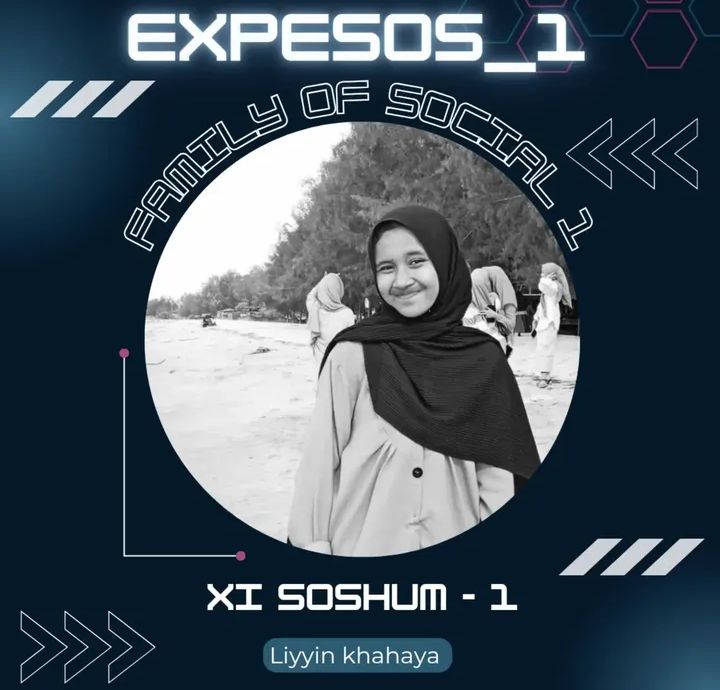 EXPESOS_1
FAMILY OF SOCIAL 1
XI SOSHUM - 1
Liyyin khahaya